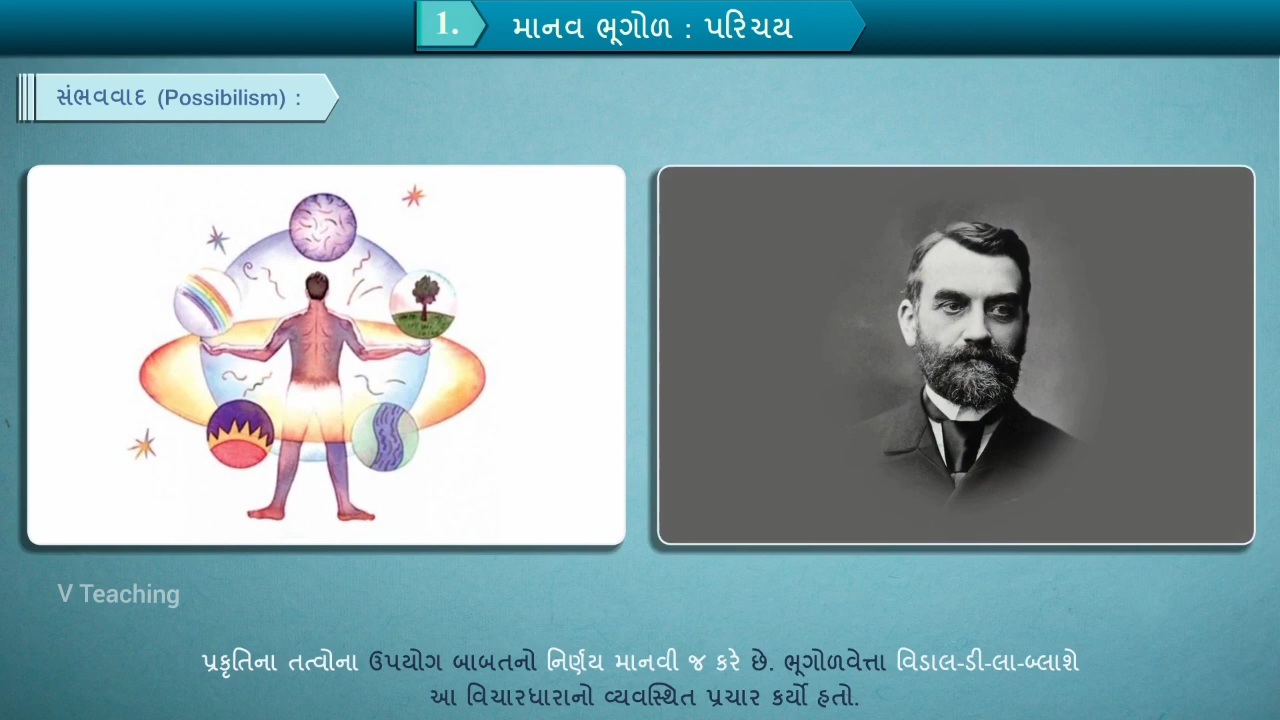 1.
માનવ ભૂગોળ : પરિચય
સંભવવાદ (Possibilism) :
V Teaching
પ્રકૃતિના તત્વોના ઉપયોગ બાબતનો નિર્ણય માનવી જ કરે છે. ભૂગોળવેત્તા વિડાલ-ડી-લા-બ્લાશે
આ વિચારધારાનો વ્યવસ્થિત પ્રચાર કર્યો હતો.